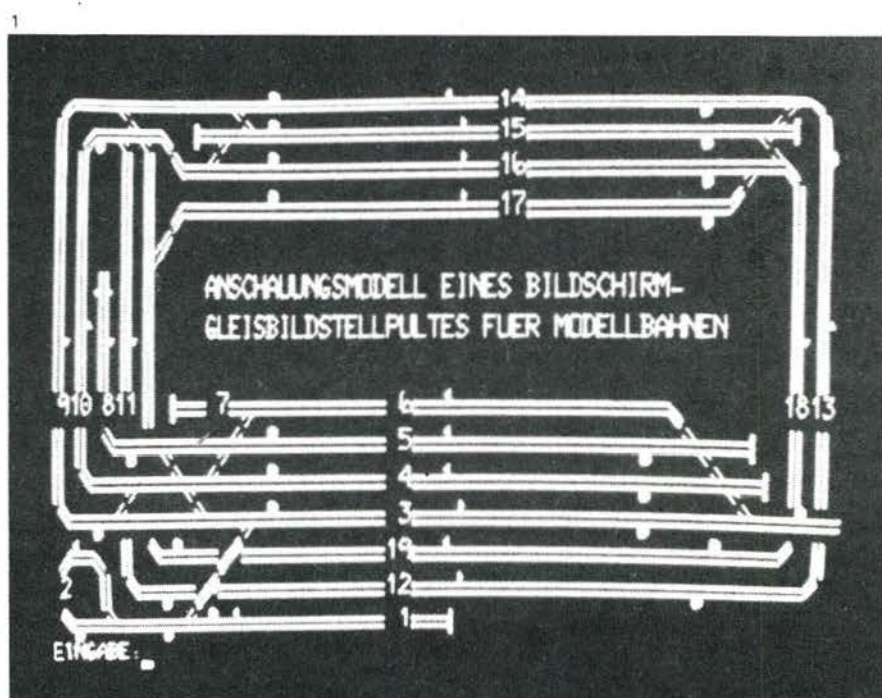 1
14
15
16
17
ANSCHAUUNGSMODELL EINES BILDSCHIRM-
GLEISBILDSTELLPULTES FUER MODELLBAHNEN
9 10 8 11 7 6 18 13
5
4
3
19
2 12
1
EINGABE: